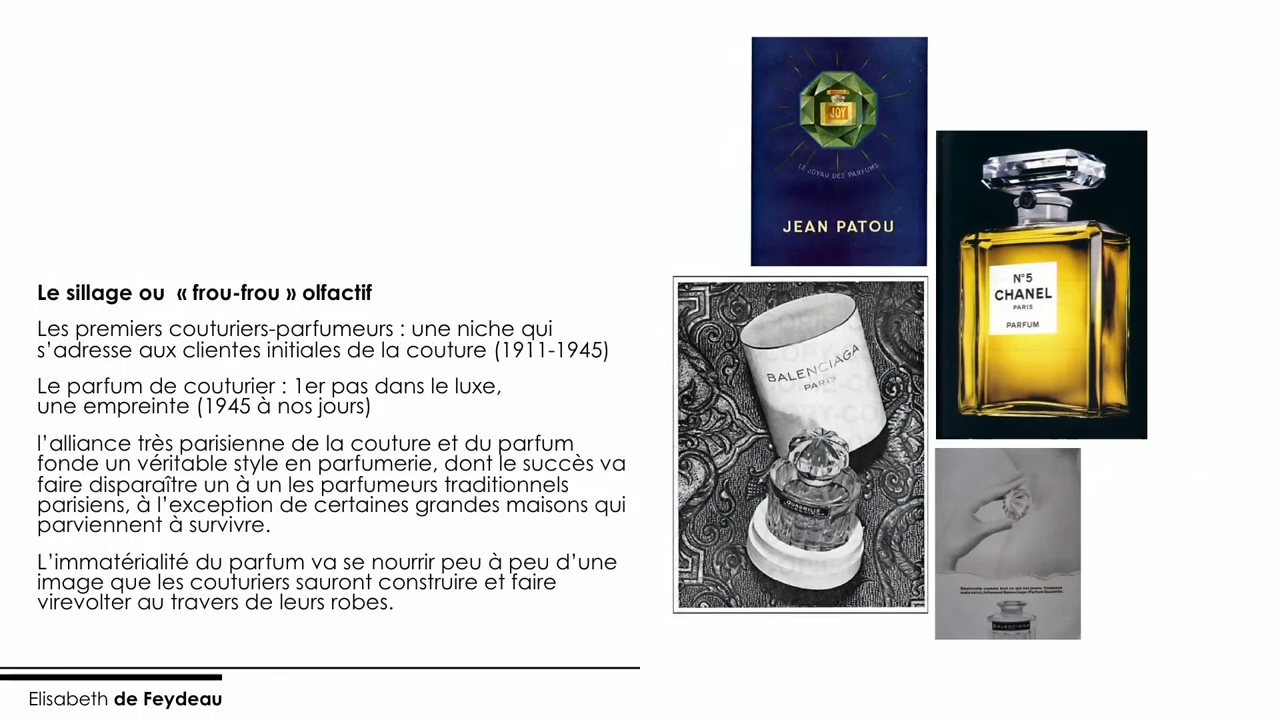 Le sillage ou « frou-frou » olfactif
Les premiers couturiers-parfumeurs : une niche qui
s’adresse aux clientes initiales de la couture (1911-1945)
Le parfum de couturier : 1er pas dans le luxe,
une empreinte (1945 à nos jours)
l’alliance très parisienne de la couture et du parfum
fonde un véritable style en parfumerie, dont le succès va
faire disparaître un à un les parfumeurs traditionnels
parisiens, à l’exception de certaines grandes maisons qui
parviennent à survivre.
L’immatérialité du parfum va se nourrir peu à peu d’une
image que les couturiers sauront construire et faire
virevolter au travers de leurs robes.
Elisabeth de Feydeau
JOY
LE JOYAU DES PARFUMS
JEAN PATOU
N°5
CHANEL
PARIS
PARFUM
BALENCIAGA
PARIS
QUADRILLE
BALENCIAGA